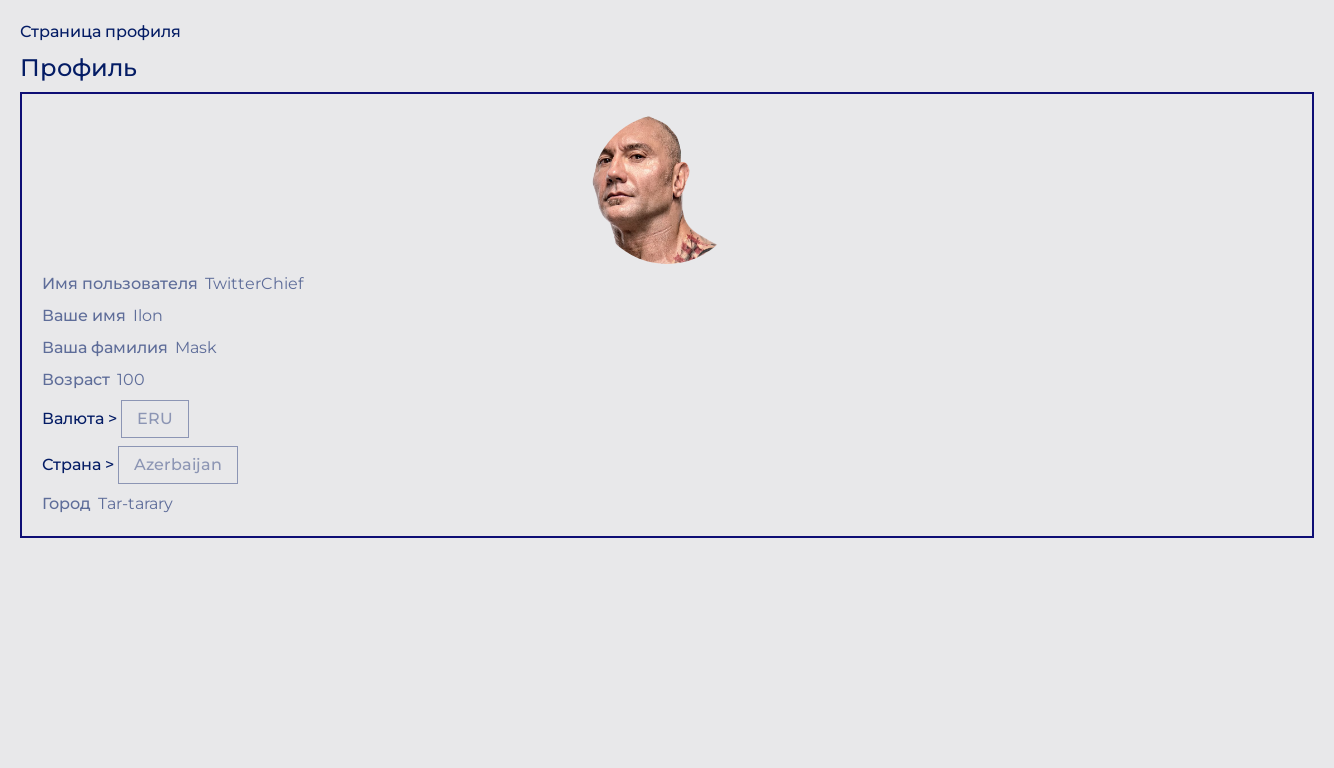 Страница профиля
Профиль
Имя пользователя TwitterChief
Ваше имя Ilon
Ваша фамилия Mask
Возраст 100
Валюта > ERU
Страна > Azerbaijan
Город Tar-tarary